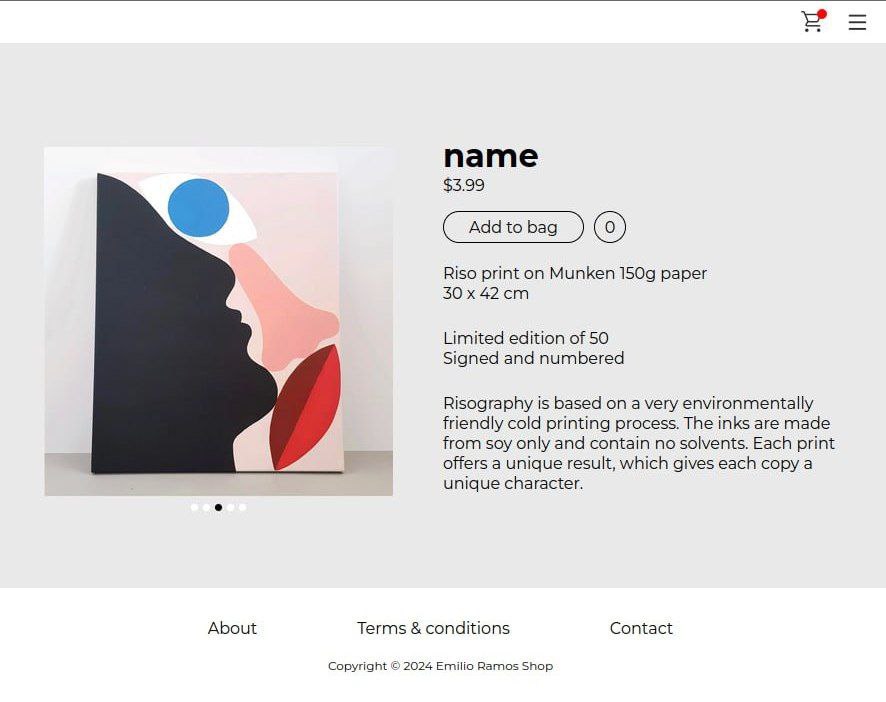 name
$3.99
Add to bag 0
Riso print on Munken 150g paper
30 x 42 cm
Limited edition of 50
Signed and numbered
Risography is based on a very environmentally
friendly cold printing process. The inks are made
from soy only and contain no solvents. Each print
offers a unique result, which gives each copy a
unique character.
About Terms & conditions Contact
Copyright © 2024 Emilio Ramos Shop